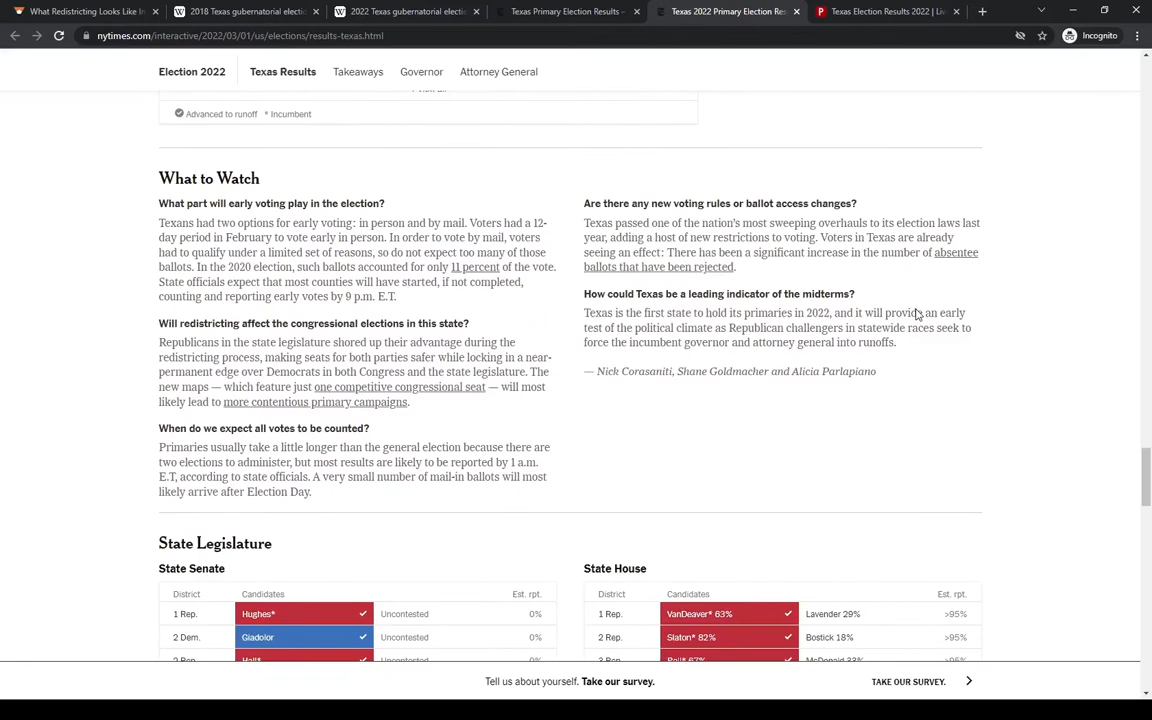 What Redistricting Looks Like In
2018 Texas gubernatorial electi
2022 Texas gubernatorial electi
Texas Primary Election Results –
Texas 2022 Primary Election Res
Texas Election Results 2022 | Li
nytimes.com/interactive/2022/03/01/us/elections/results-texas.html
Incognito
Election 2022
Texas Results
Takeaways
Governor
Attorney General
Advanced to runoff * Incumbent
What to Watch
What part will early voting play in the election?
Texans had two options for early voting: in person and by mail. Voters had a 12-
day period in February to vote early in person. In order to vote by mail, voters
had to qualify under a limited set of reasons, so do not expect too many of those
ballots. In the 2020 election, such ballots accounted for only 11 percent of the vote.
State officials expect that most counties will have started, if not completed,
counting and reporting early votes by 9 p.m. E.T.
Will redistricting affect the congressional elections in this state?
Republicans in the state legislature shored up their advantage during the
redistricting process, making seats for both parties safer while locking in a near-
permanent edge over Democrats in both Congress and the state legislature. The
new maps — which feature just one competitive congressional seat — will most
likely lead to more contentious primary campaigns.
When do we expect all votes to be counted?
Primaries usually take a little longer than the general election because there are
two elections to administer, but most results are likely to be reported by 1 a.m.
E.T, according to state officials. A very small number of mail-in ballots will most
likely arrive after Election Day.
Are there any new voting rules or ballot access changes?
Texas passed one of the nation's most sweeping overhauls to its election laws last
year, adding a host of new restrictions to voting. Voters in Texas are already
seeing an effect: There has been a significant increase in the number of absentee
ballots that have been rejected.
How could Texas be a leading indicator of the midterms?
Texas is the first state to hold its primaries in 2022, and it will provide an early
test of the political climate as Republican challengers in statewide races seek to
force the incumbent governor and attorney general into runoffs.
— Nick Corasaniti, Shane Goldmacher and Alicia Parlapiano
State Legislature
State Senate
District Candidates Est. rpt.
1 Rep. Hughes* Uncontested 0%
2 Dem. Gladolor Uncontested 0%
2 Rep. Hall* Uncontested 0%
State House
District Candidates Est. rpt.
1 Rep. VanDeaver* 63% Lavender 29% >95%
2 Rep. Slaton* 82% Bostick 18% >95%
3 Rep. Bell* 67% McDonald 33% >95%
Tell us about yourself. Take our survey.
TAKE OUR SURVEY.